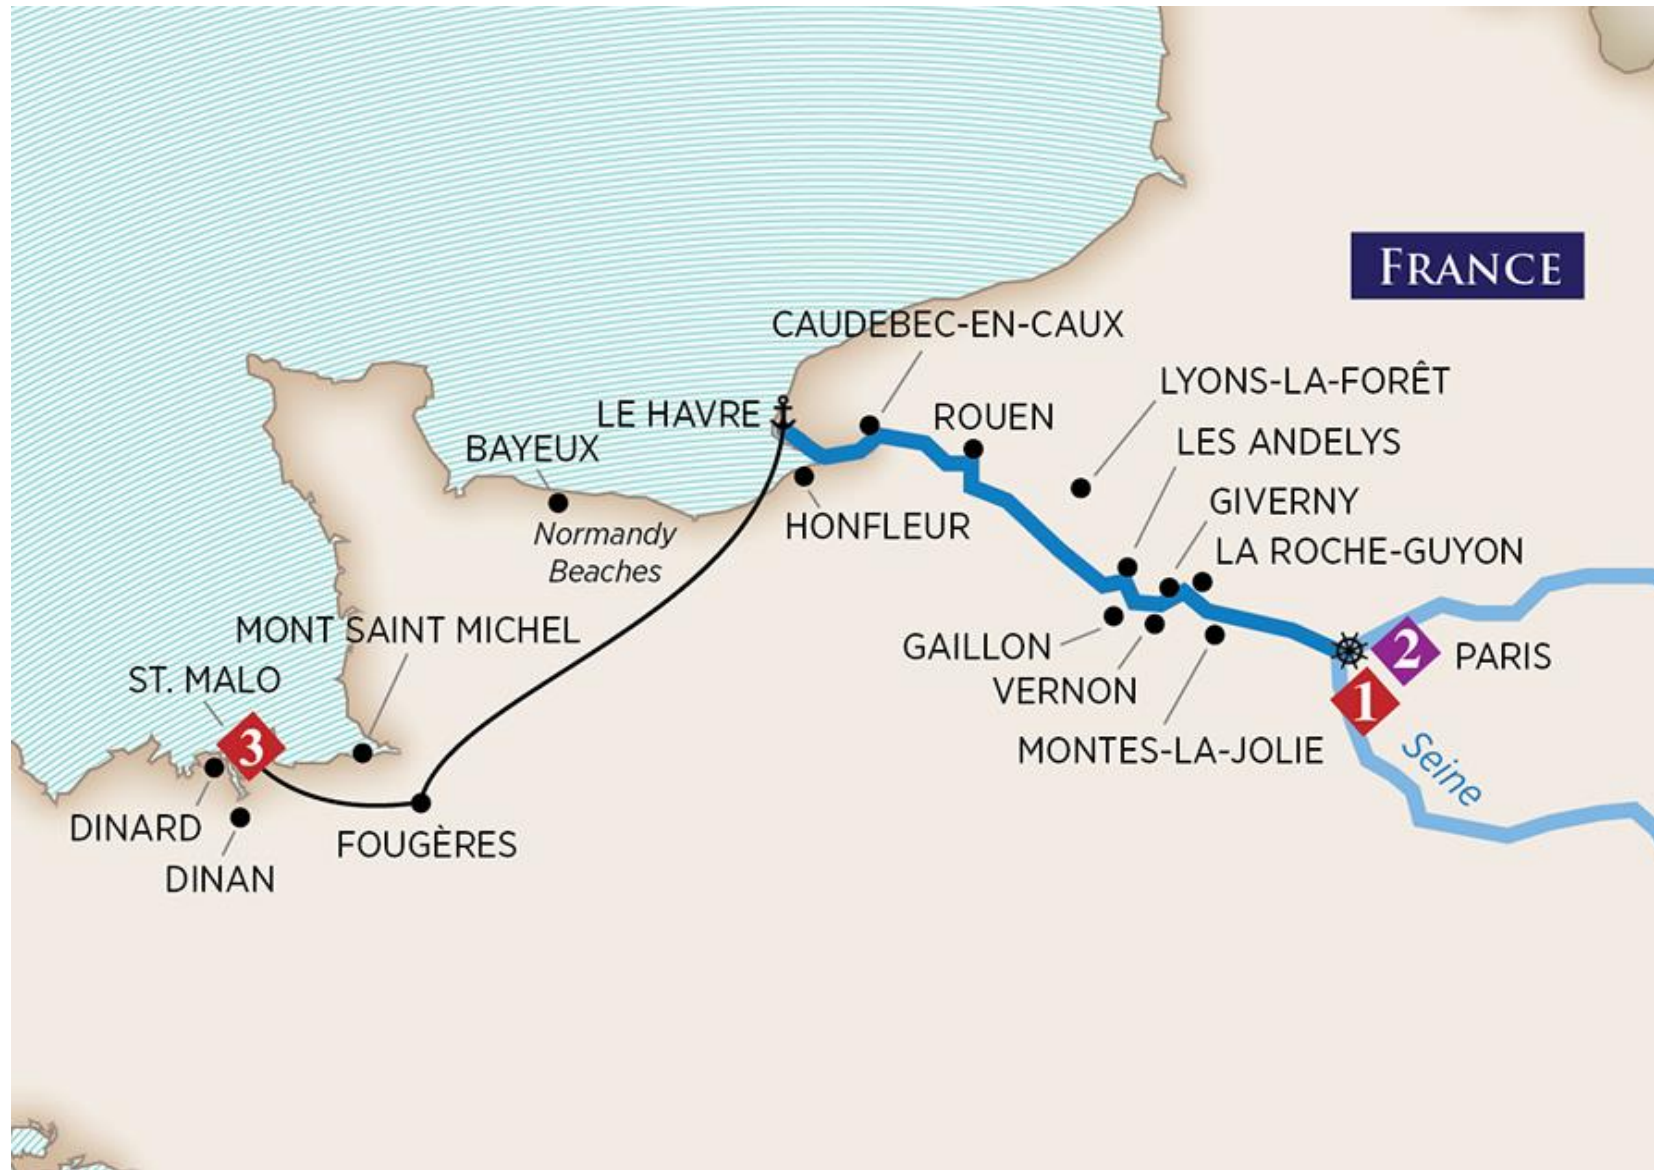 FRANCE
CAUDEBEC-EN-CAUX
LYONS-LA-FORÊT
LE HAVRE
ROUEN
BAYEUX
LES ANDELYS
GIVERNY
HONFLEUR
Normandy
Beaches
LA ROCHE-GUYON
MONT SAINT MICHEL
GAILLON
2
PARIS
ST. MALO
VERNON
1
3
MONTES-LA-JOLIE
Seine
DINARD
FOUGÈRES
DINAN